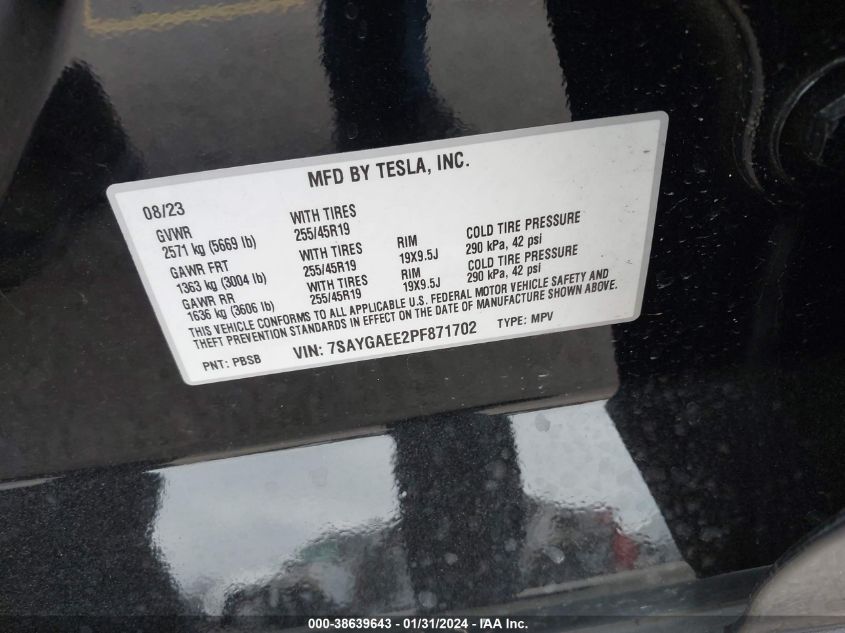 MFD BY TESLA, INC.
08/23
GVWR WITH TIRES
2571 kg (5669 lb) 255/45R19
GAWR FRT WITH TIRES RIM COLD TIRE PRESSURE
1363 kg (3004 lb) 255/45R19 19X9.5J 290 kPa, 42 psi
GAWR RR WITH TIRES RIM COLD TIRE PRESSURE
1636 kg (3606 lb) 255/45R19 19X9.5J 290 kPa, 42 psi
THIS VEHICLE CONFORMS TO ALL APPLICABLE U.S. FEDERAL MOTOR VEHICLE SAFETY AND
THEFT PREVENTION STANDARDS IN EFFECT ON THE DATE OF MANUFACTURE SHOWN ABOVE.
PNT: PBSB VIN: 7SAYGAEE2PF871702 TYPE: MPV
000-38639643 - 01/31/2024 - IAA Inc.